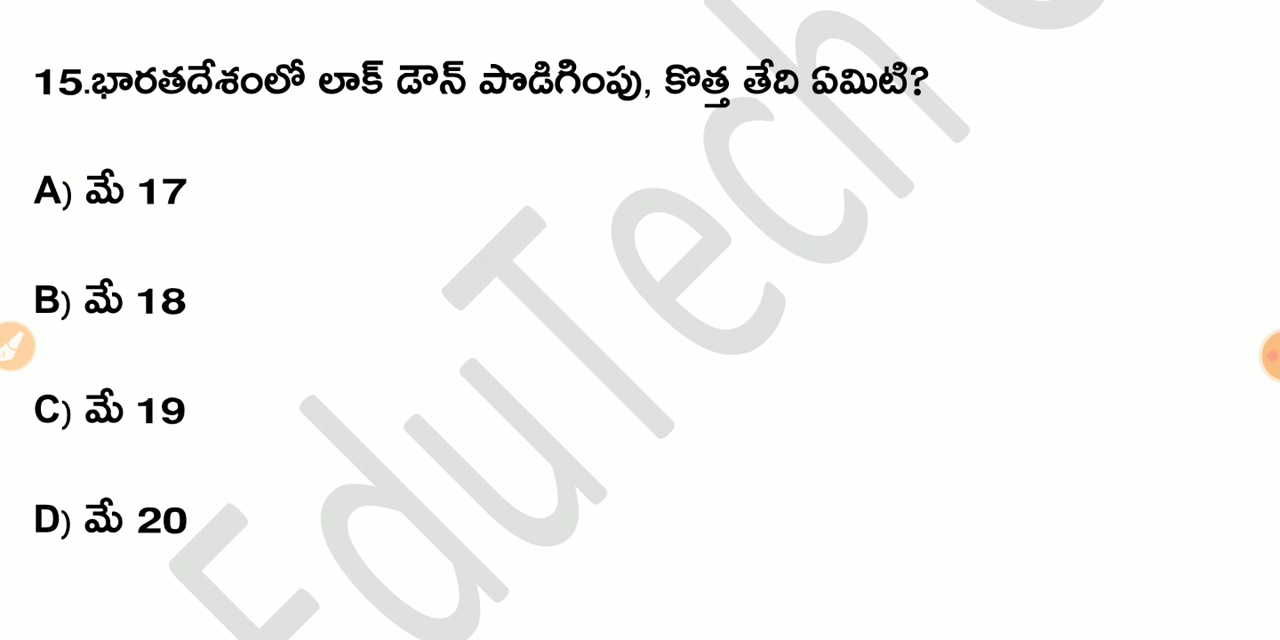 15.భారతదేశంలో లాక్ డౌన్ పొడిగింపు, కొత్త తేది ఏమిటి?
A) మే 17
B) మే 18
C) మే 19
D) మే 20
EduTech